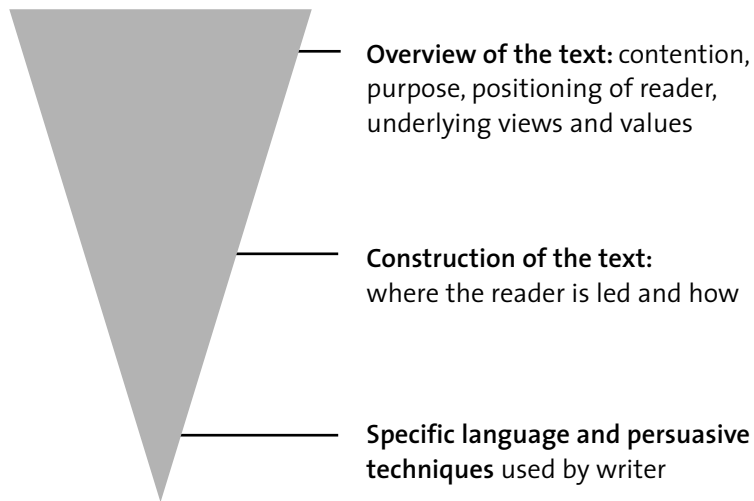 Overview of the text: contention,
purpose, positioning of reader,
underlying views and values
Construction of the text:
where the reader is led and how
Specific language and persuasive
techniques used by writer